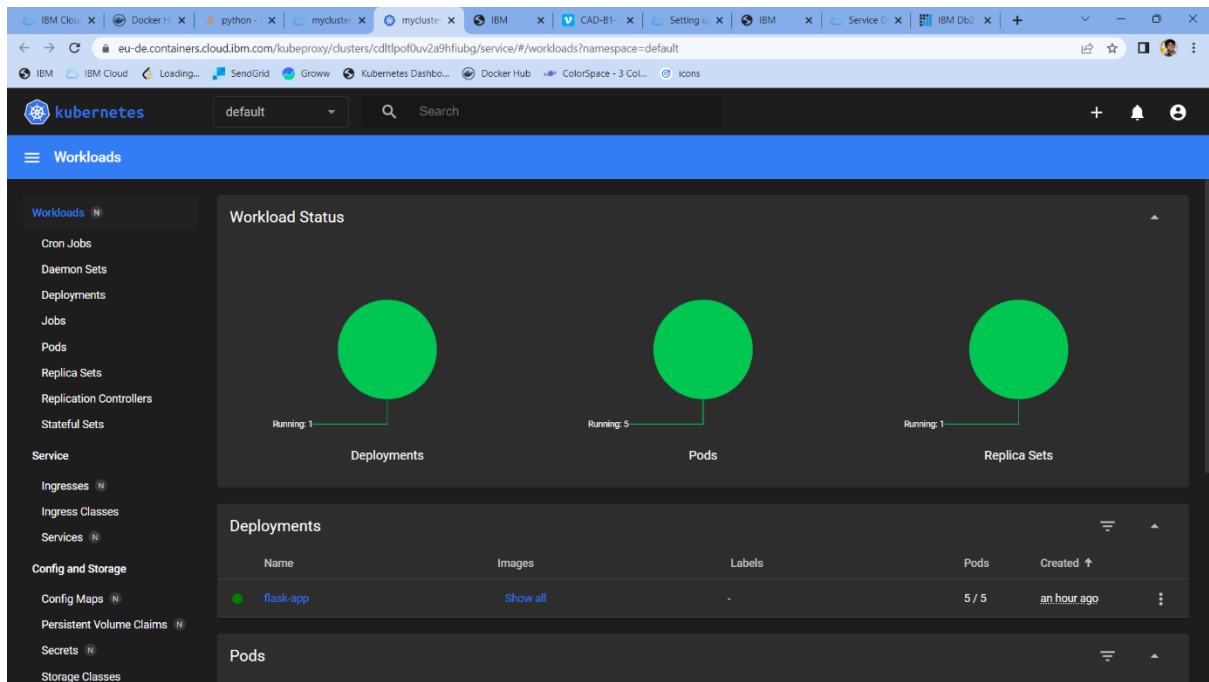 IBM Clou
Docker H
python -
mycluster
mycluster
IBM
CAD-B1-
Setting u
IBM
Service D
IBM Db2
eu-de.containers.cloud.ibm.com/kubeproxy/clusters/cdltlpof0uv2a9hfiubg/service/#/workloads?namespace=default
IBM
IBM Cloud
Loading...
SendGrid
Groww
Kubernetes Dashbo...
Docker Hub
ColorSpace - 3 Col...
icons
kubernetes
default
Search
Workloads
Workloads N
Cron Jobs
Daemon Sets
Deployments
Jobs
Pods
Replica Sets
Replication Controllers
Stateful Sets
Service
Ingresses N
Ingress Classes
Services N
Config and Storage
Config Maps N
Persistent Volume Claims N
Secrets N
Storage Classes
Workload Status
Running: 1
Deployments
Running: 5
Pods
Running: 1
Replica Sets
Deployments
Name Images Labels Pods Created
flask-app Show all - 5 / 5 an hour ago
Pods